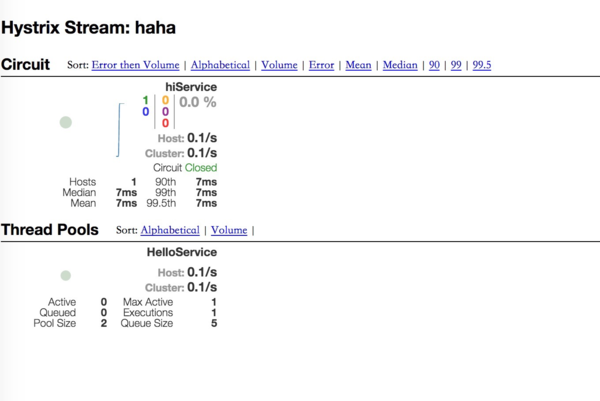 Hystrix Stream: haha
Circuit Sort: Error then Volume | Alphabetical | Volume | Error | Mean | Median | 90 | 99 | 99.5
hiService
1 0 0.0 %
0 0
0
Host: 0.1/s
Cluster: 0.1/s
Circuit Closed
Hosts 1 90th 7ms
Median 7ms 99th 7ms
Mean 7ms 99.5th 7ms
Thread Pools Sort: Alphabetical | Volume |
HelloService
Host: 0.1/s
Cluster: 0.1/s
Active 0 Max Active 1
Queued 0 Executions 1
Pool Size 2 Queue Size 5